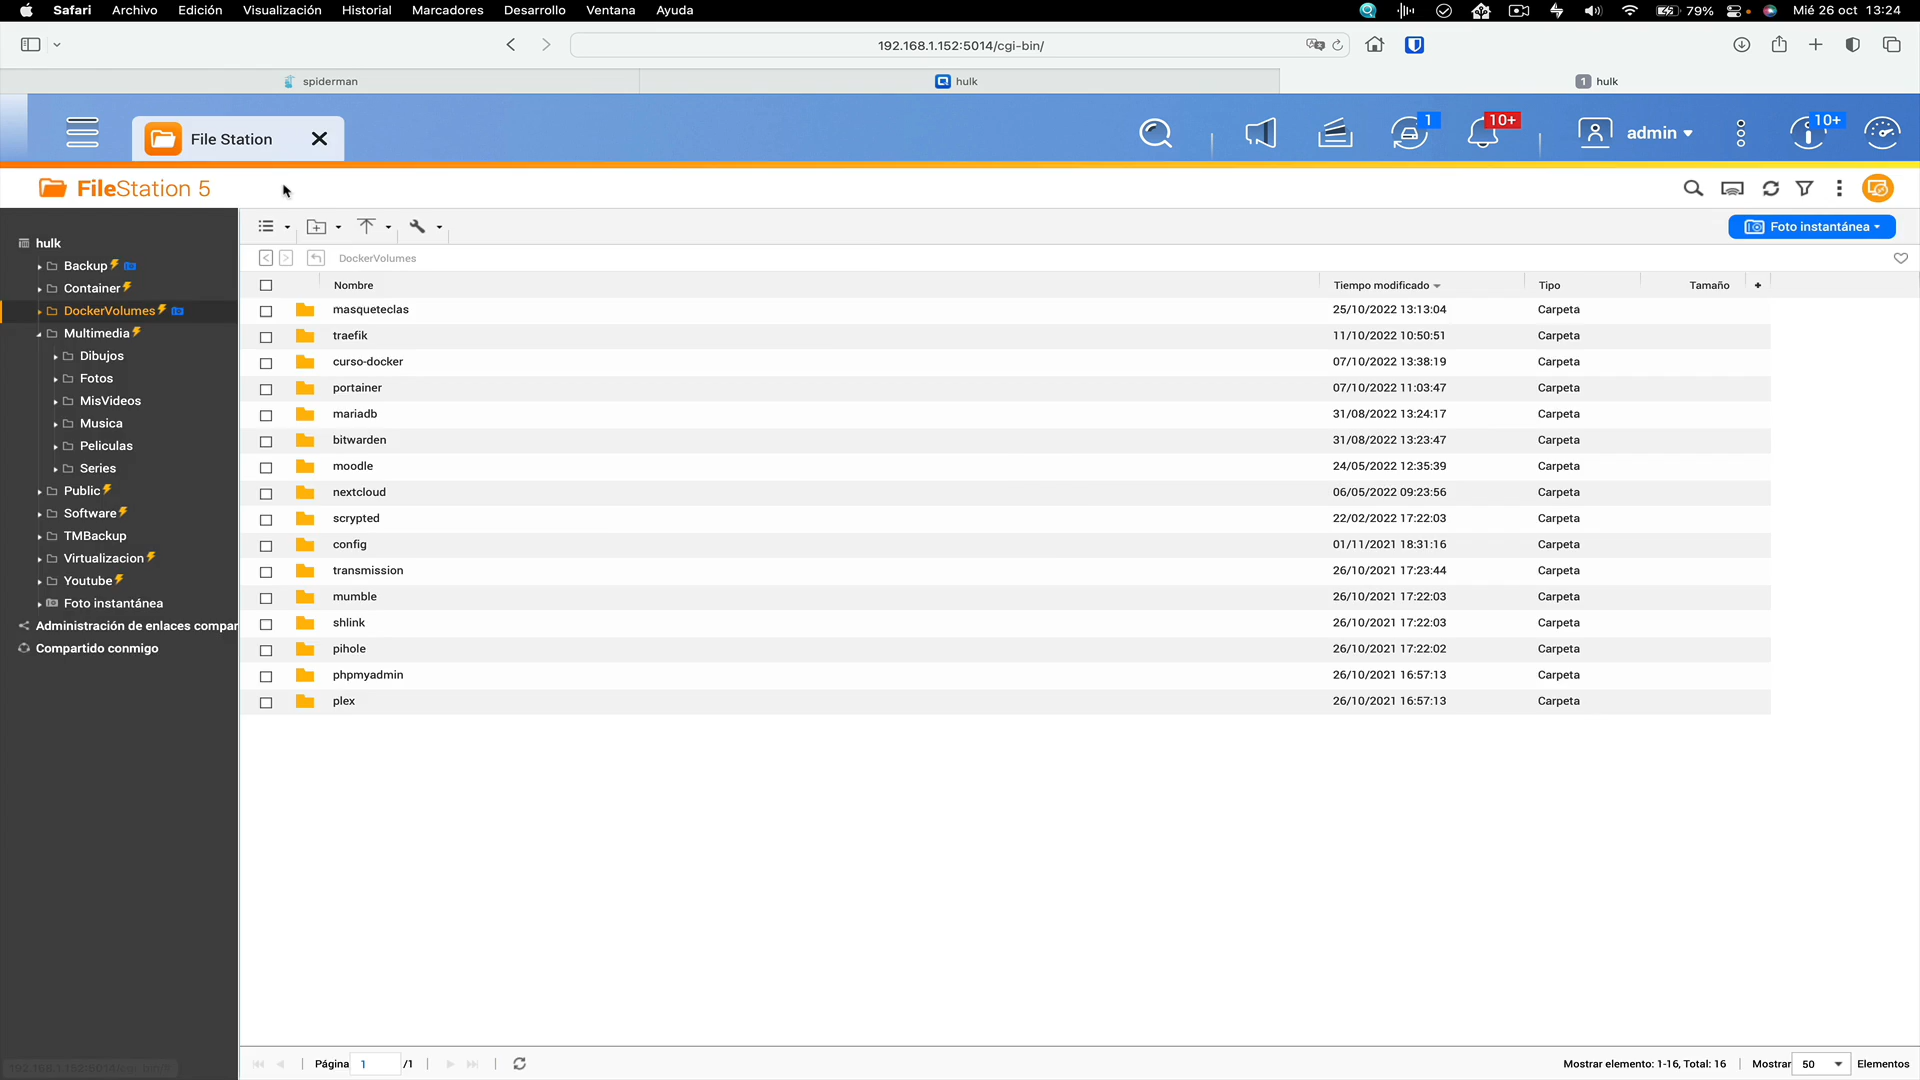 Safari Archivo Edición Visualización Historial Marcadores Desarrollo Ventana Ayuda 79% Mié 26 oct 13:24
192.168.1.152:5014/cgi-bin/
spiderman hulk 1 hulk
File Station 1 10+ admin 10+
FileStation 5
Foto instantánea
DockerVolumes
Nombre Tiempo modificado Tipo Tamaño +
hulk
Backup
Container
DockerVolumes
Multimedia
Dibujos
Fotos
MisVideos
Musica
Peliculas
Series
Public
Software
TMBackup
Virtualizacion
Youtube
Foto instantánea
Administración de enlaces compar
Compartido conmigo
masqueteclas 25/10/2022 13:13:04 Carpeta
traefik 11/10/2022 10:50:51 Carpeta
curso-docker 07/10/2022 13:38:19 Carpeta
portainer 07/10/2022 11:03:47 Carpeta
mariadb 31/08/2022 13:24:17 Carpeta
bitwarden 31/08/2022 13:23:47 Carpeta
moodle 24/05/2022 12:35:39 Carpeta
nextcloud 06/05/2022 09:23:56 Carpeta
scrypted 22/02/2022 17:22:03 Carpeta
config 01/11/2021 18:31:16 Carpeta
transmission 26/10/2021 17:23:44 Carpeta
mumble 26/10/2021 17:22:03 Carpeta
shlink 26/10/2021 17:22:03 Carpeta
pihole 26/10/2021 17:22:02 Carpeta
phpmyadmin 26/10/2021 16:57:13 Carpeta
plex 26/10/2021 16:57:13 Carpeta
Página 1 /1 Mostrar elemento: 1-16, Total: 16 Mostrar 50 Elementos